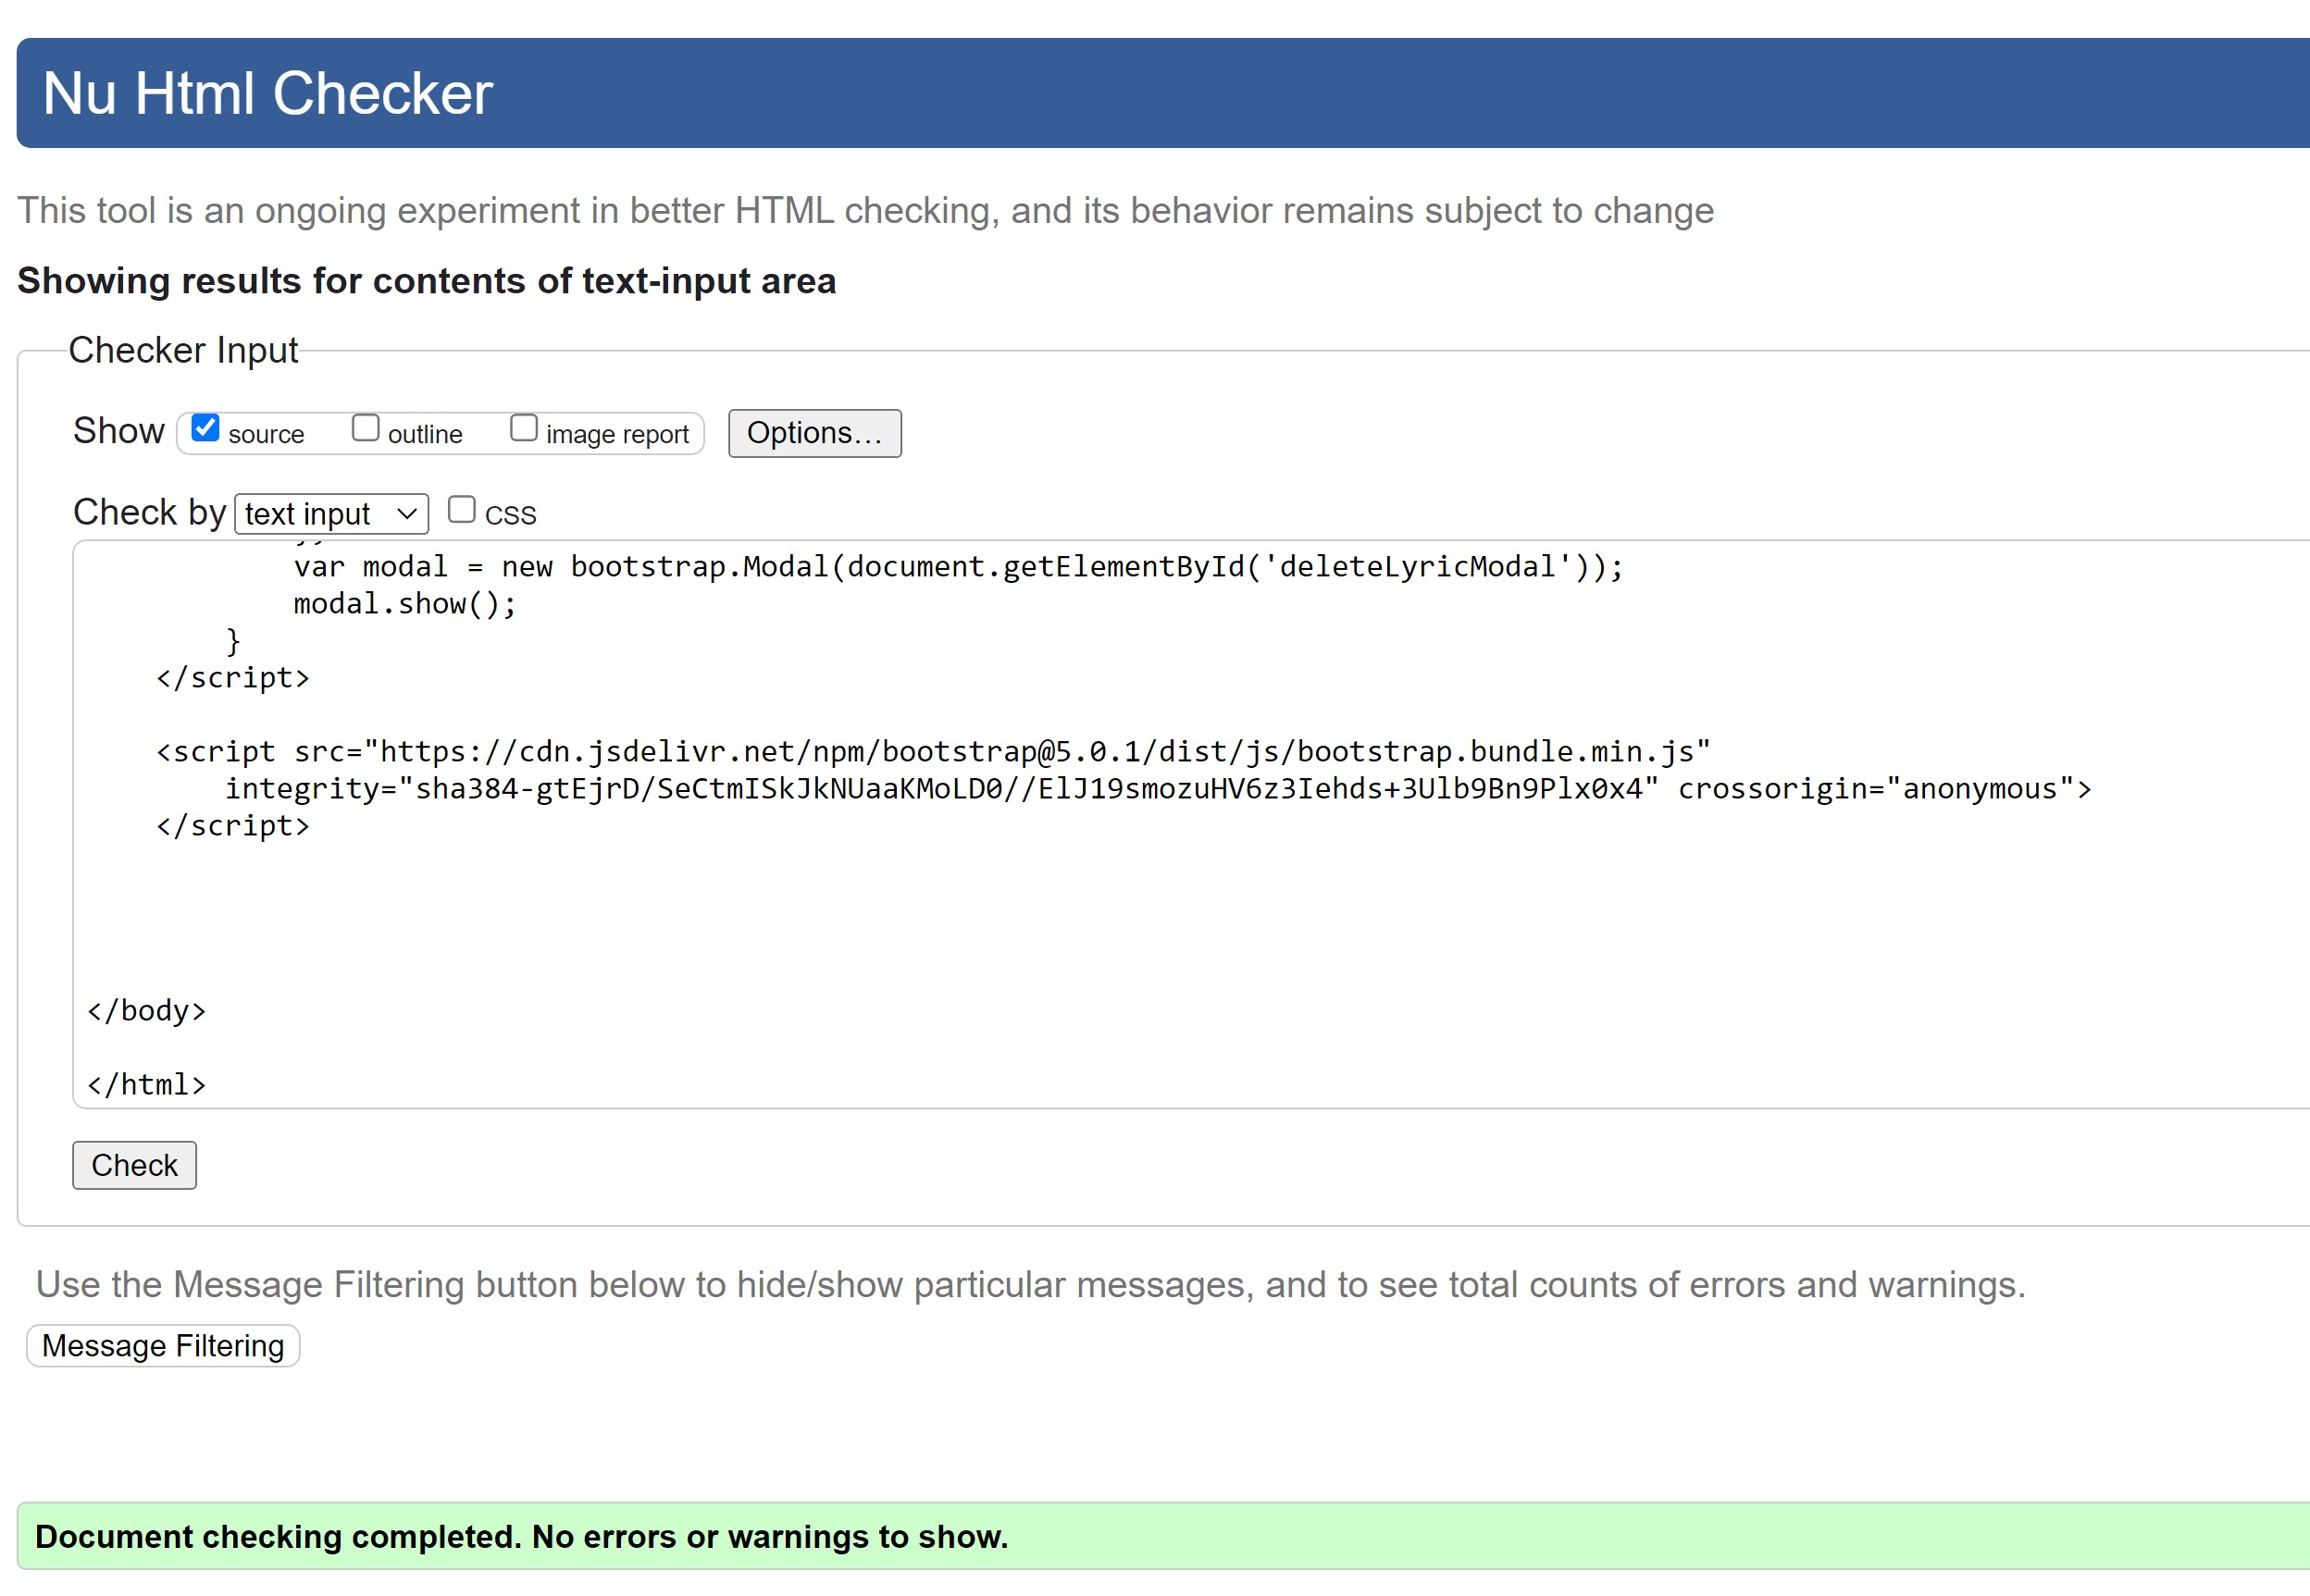 Nu Html Checker
This tool is an ongoing experiment in better HTML checking, and its behavior remains subject to change
Showing results for contents of text-input area
Checker Input
Show source outline image report Options...
Check by text input CSS
var modal = new bootstrap.Modal(document.getElementById('deleteLyricModal'));
modal.show();
}
</script>
<script src="https://cdn.jsdelivr.net/npm/bootstrap@5.0.1/dist/js/bootstrap.bundle.min.js"
integrity="sha384-gtEjrD/SeCtmISkJkNUaaKMoLD0//ElJ19smozuHV6z3Iehds+3Ulb9Bn9Plx0x4" crossorigin="anonymous">
</script>
</body>
</html>
Check
Use the Message Filtering button below to hide/show particular messages, and to see total counts of errors and warnings.
Message Filtering
Document checking completed. No errors or warnings to show.